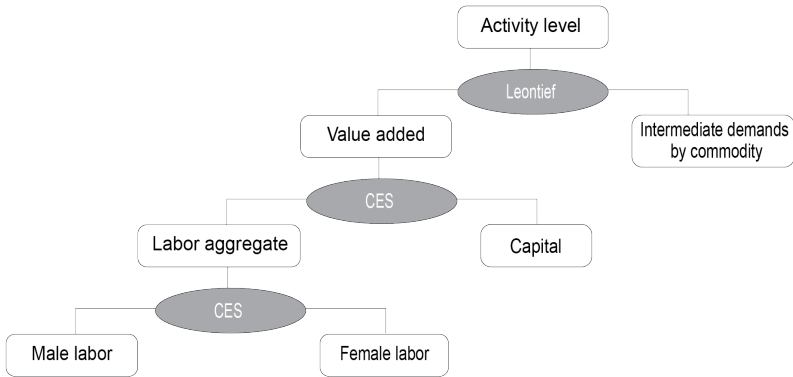 Activity level
Leontief
Value added
Intermediate demands
by commodity
CES
Labor aggregate
Capital
CES
Male labor
Female labor